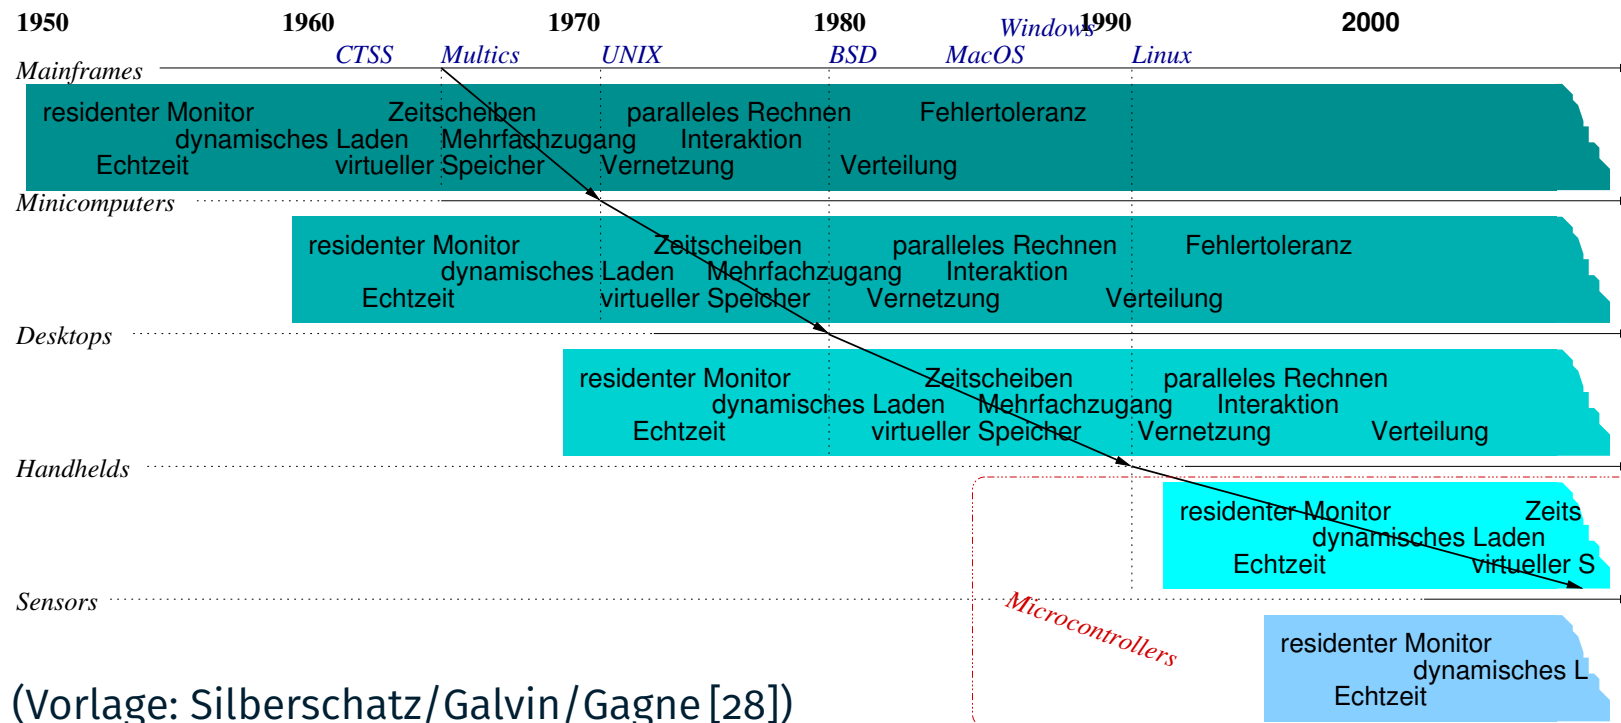 1950 1960 1970 1980 1990 2000
Windows
CTSS Multics UNIX BSD MacOS Linux
Mainframes
residenter Monitor Zeitscheiben paralleles Rechnen Fehlertoleranz
dynamisches Laden Mehrfachzugang Interaktion
Echtzeit virtueller Speicher Vernetzung Verteilung
Minicomputers
residenter Monitor Zeitscheiben paralleles Rechnen Fehlertoleranz
dynamisches Laden Mehrfachzugang Interaktion
Echtzeit virtueller Speicher Vernetzung Verteilung
Desktops
residenter Monitor Zeitscheiben paralleles Rechnen
dynamisches Laden Mehrfachzugang Interaktion
Echtzeit virtueller Speicher Vernetzung Verteilung
Handhelds
residenter Monitor Zeits
dynamisches Laden
Echtzeit virtueller S
Sensors
Microcontrollers
residenter Monitor
dynamisches L
Echtzeit
(Vorlage: Silberschatz/Galvin/Gagne [28])